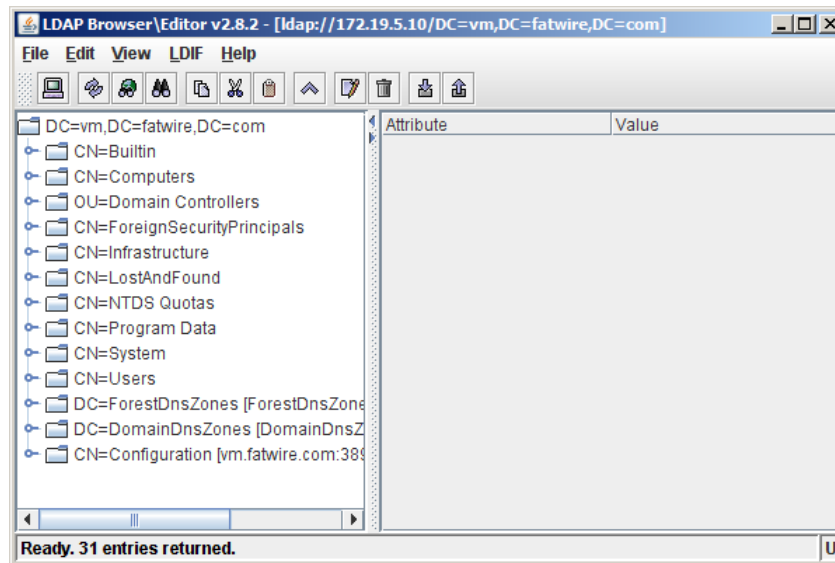 LDAP Browser\Editor v2.8.2 - [ldap://172.19.5.10/DC=vm,DC=fatwire,DC=com]
File Edit View LDIF Help
DC=vm,DC=fatwire,DC=com
CN=Builtin
CN=Computers
OU=Domain Controllers
CN=ForeignSecurityPrincipals
CN=Infrastructure
CN=LostAndFound
CN=NTDS Quotas
CN=Program Data
CN=System
CN=Users
DC=ForestDnsZones [ForestDnsZone
DC=DomainDnsZones [DomainDnsZ
CN=Configuration [vm.fatwire.com:389
Attribute Value
Ready. 31 entries returned.
U